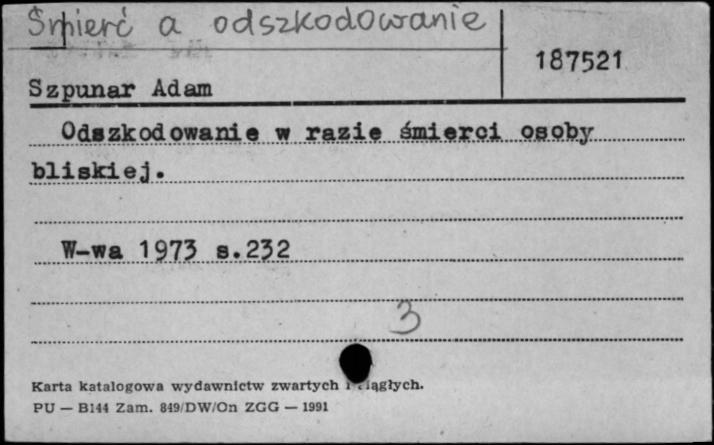 Śmierć a odszkodowanie
187521
Szpunar Adam
Odszkodowanie w razie śmierci osoby
bliskiej.
W-wa 1973 s.232
3
Karta katalogowa wydawnictw zwartych i ciągłych.
PU — B144 Zam. 849/DW/On ZGG — 1991